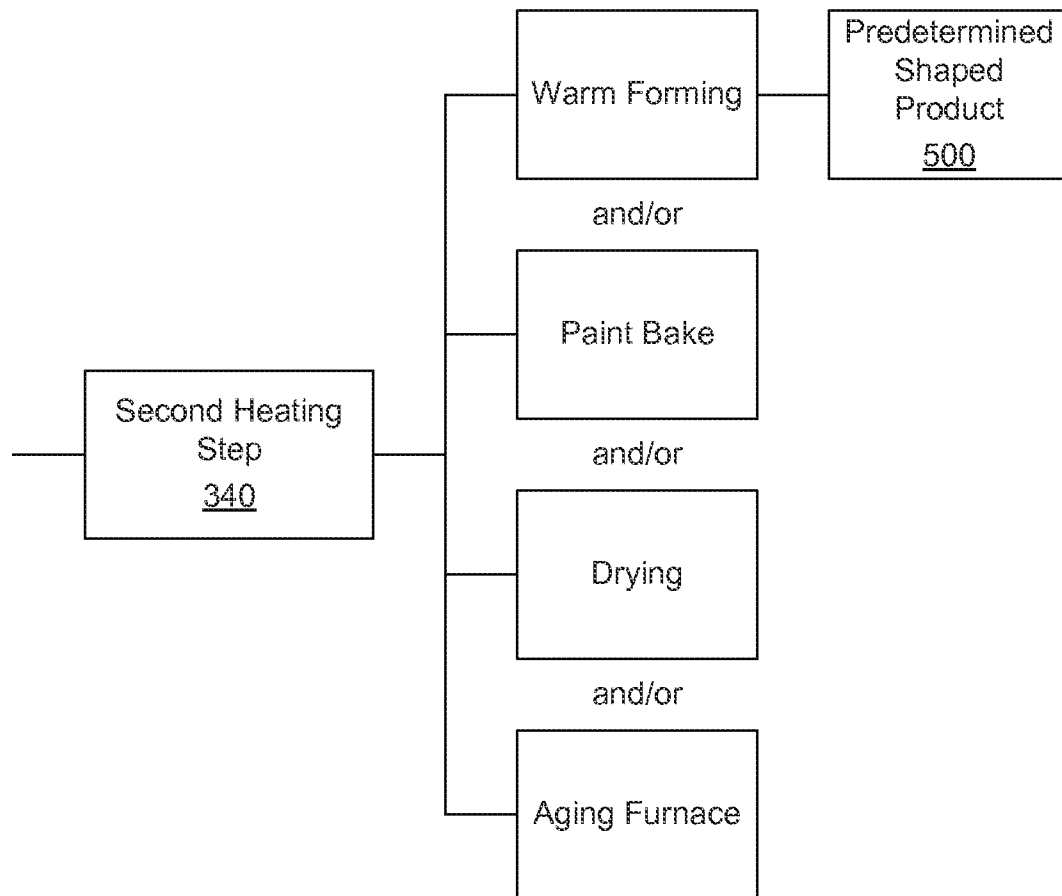 Predetermined
Shaped
Product
500
Warm Forming
and/or
Paint Bake
and/or
Second Heating
Step
340
Drying
and/or
Aging Furnace